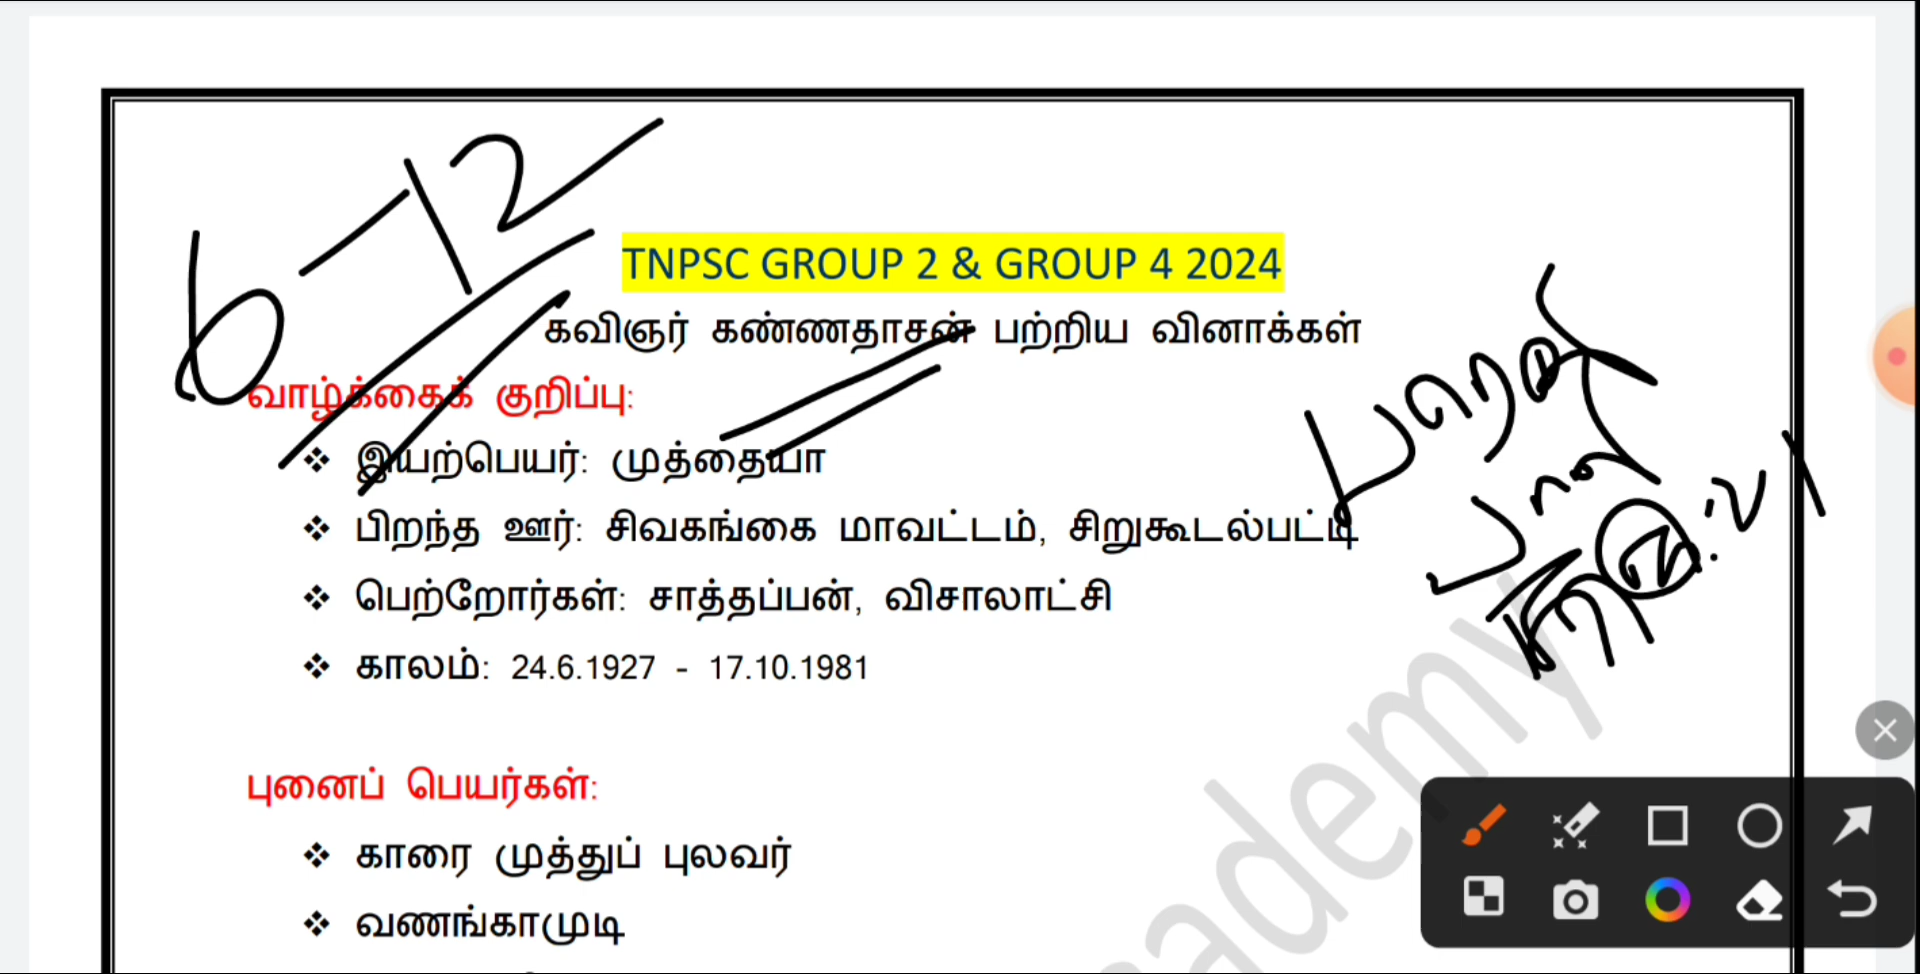 6-12
TNPSC GROUP 2 & GROUP 4 2024
கவிஞர் கண்ணதாசன் பற்றிய வினாக்கள்
வாழ்க்கைக் குறிப்பு:
❖ இயற்பெயர்: முத்தையா
❖ பிறந்த ஊர்: சிவகங்கை மாவட்டம், சிறுகூடல்பட்டி
❖ பெற்றோர்கள்: சாத்தப்பன், விசாலாட்சி
❖ காலம்: 24.6.1927 - 17.10.1981
புனைப் பெயர்கள்:
❖ காரை முத்துப் புலவர்
❖ வணங்காமுடி